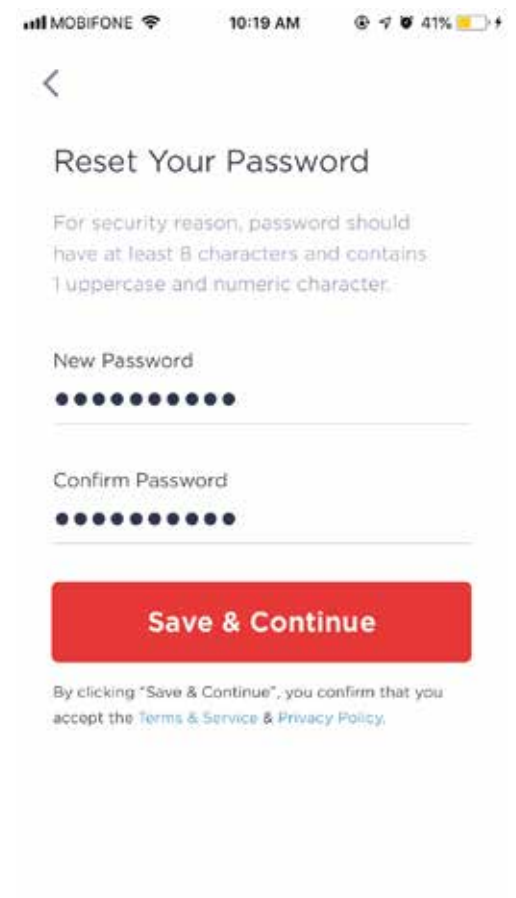 MOBIFONE 10:19 AM 41%
Reset Your Password
For security reason, password should
have at least 8 characters and contains
1 uppercase and numeric character.
New Password
●●●●●●●●●●
Confirm Password
●●●●●●●●●●
Save & Continue
By clicking "Save & Continue", you confirm that you
accept the Terms & Service & Privacy Policy.